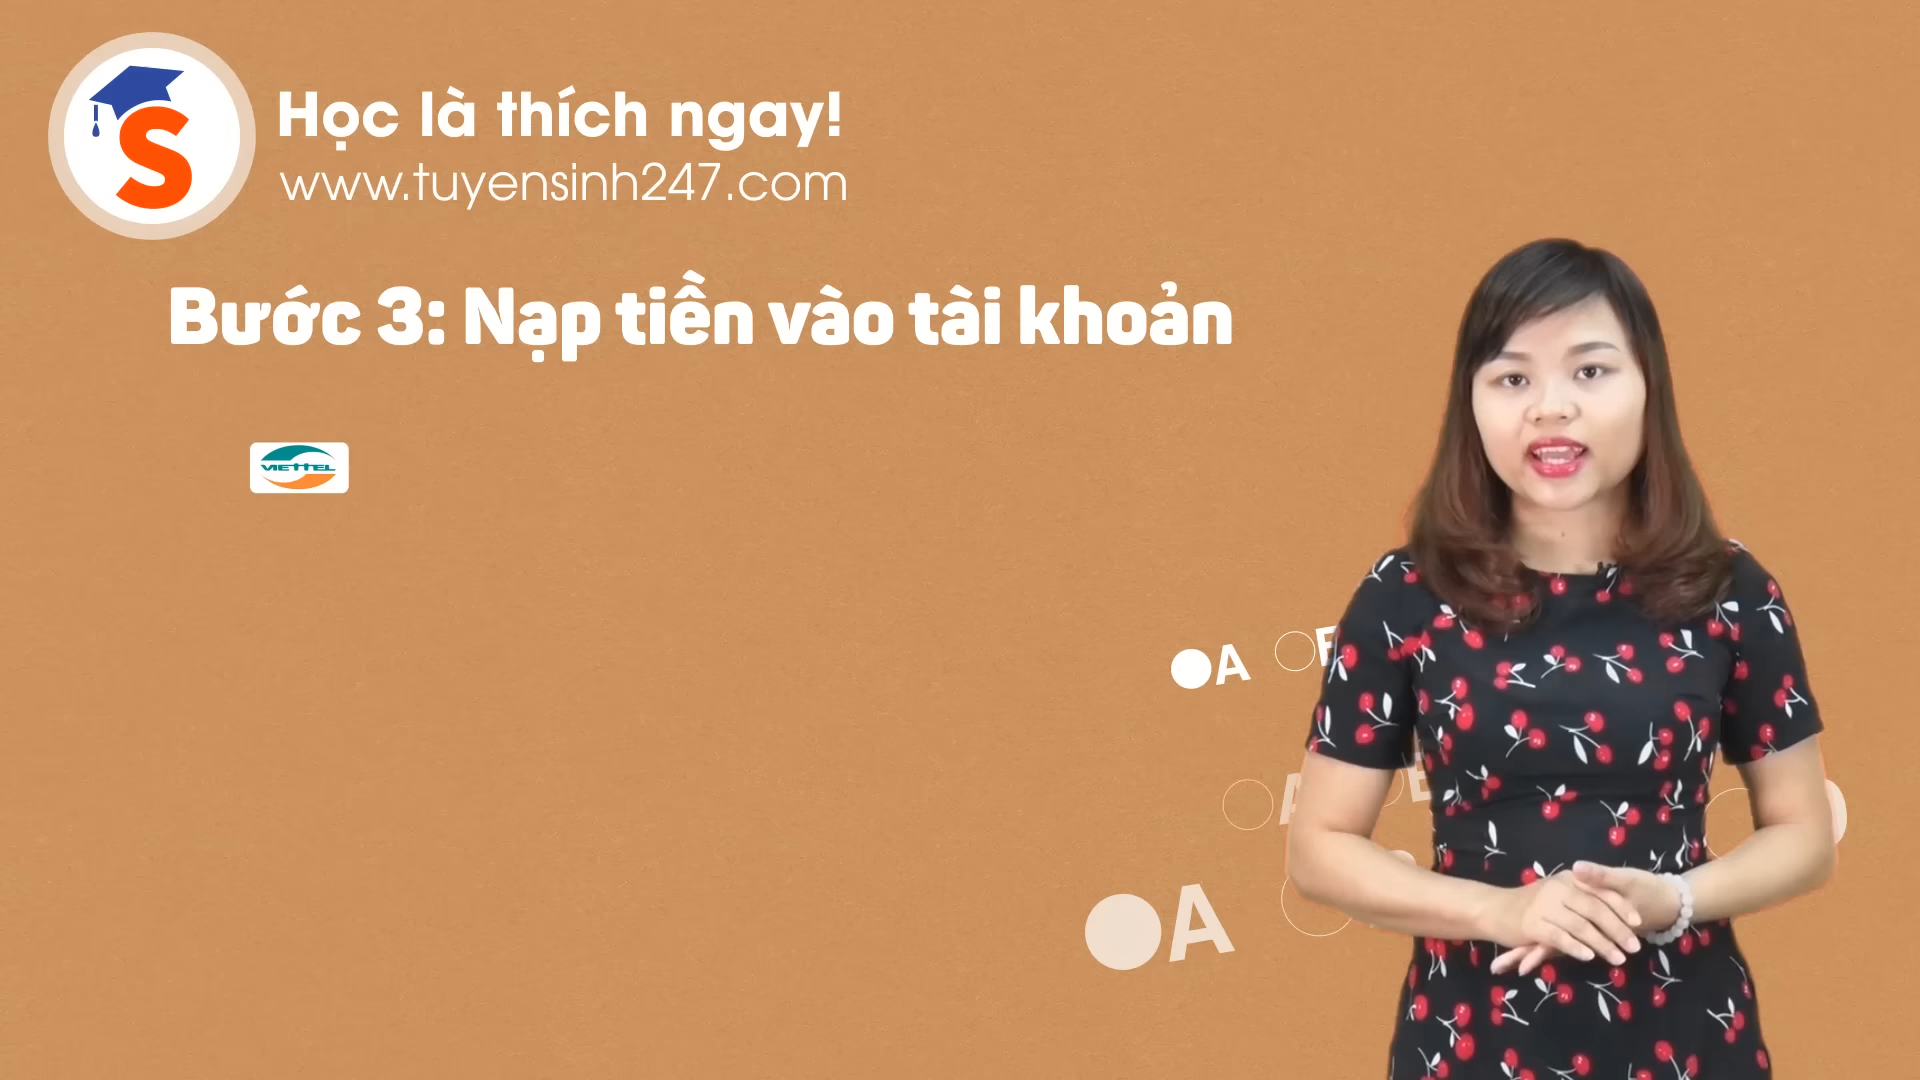 S
Học là thích ngay!
www.tuyensinh247.com
Bước 3: Nạp tiền vào tài khoản
VIETTEL
A
A
A